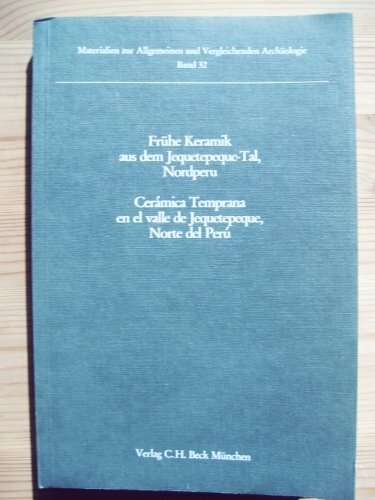 Materialien zur Allgemeinen und Vergleichenden Archäologie
Band 32
Frühe Keramik
aus dem Jequetepeque-Tal,
Nordperu
Cerámica Temprana
en el valle de Jequetepeque,
Norte del Perú
Verlag C.H. Beck München